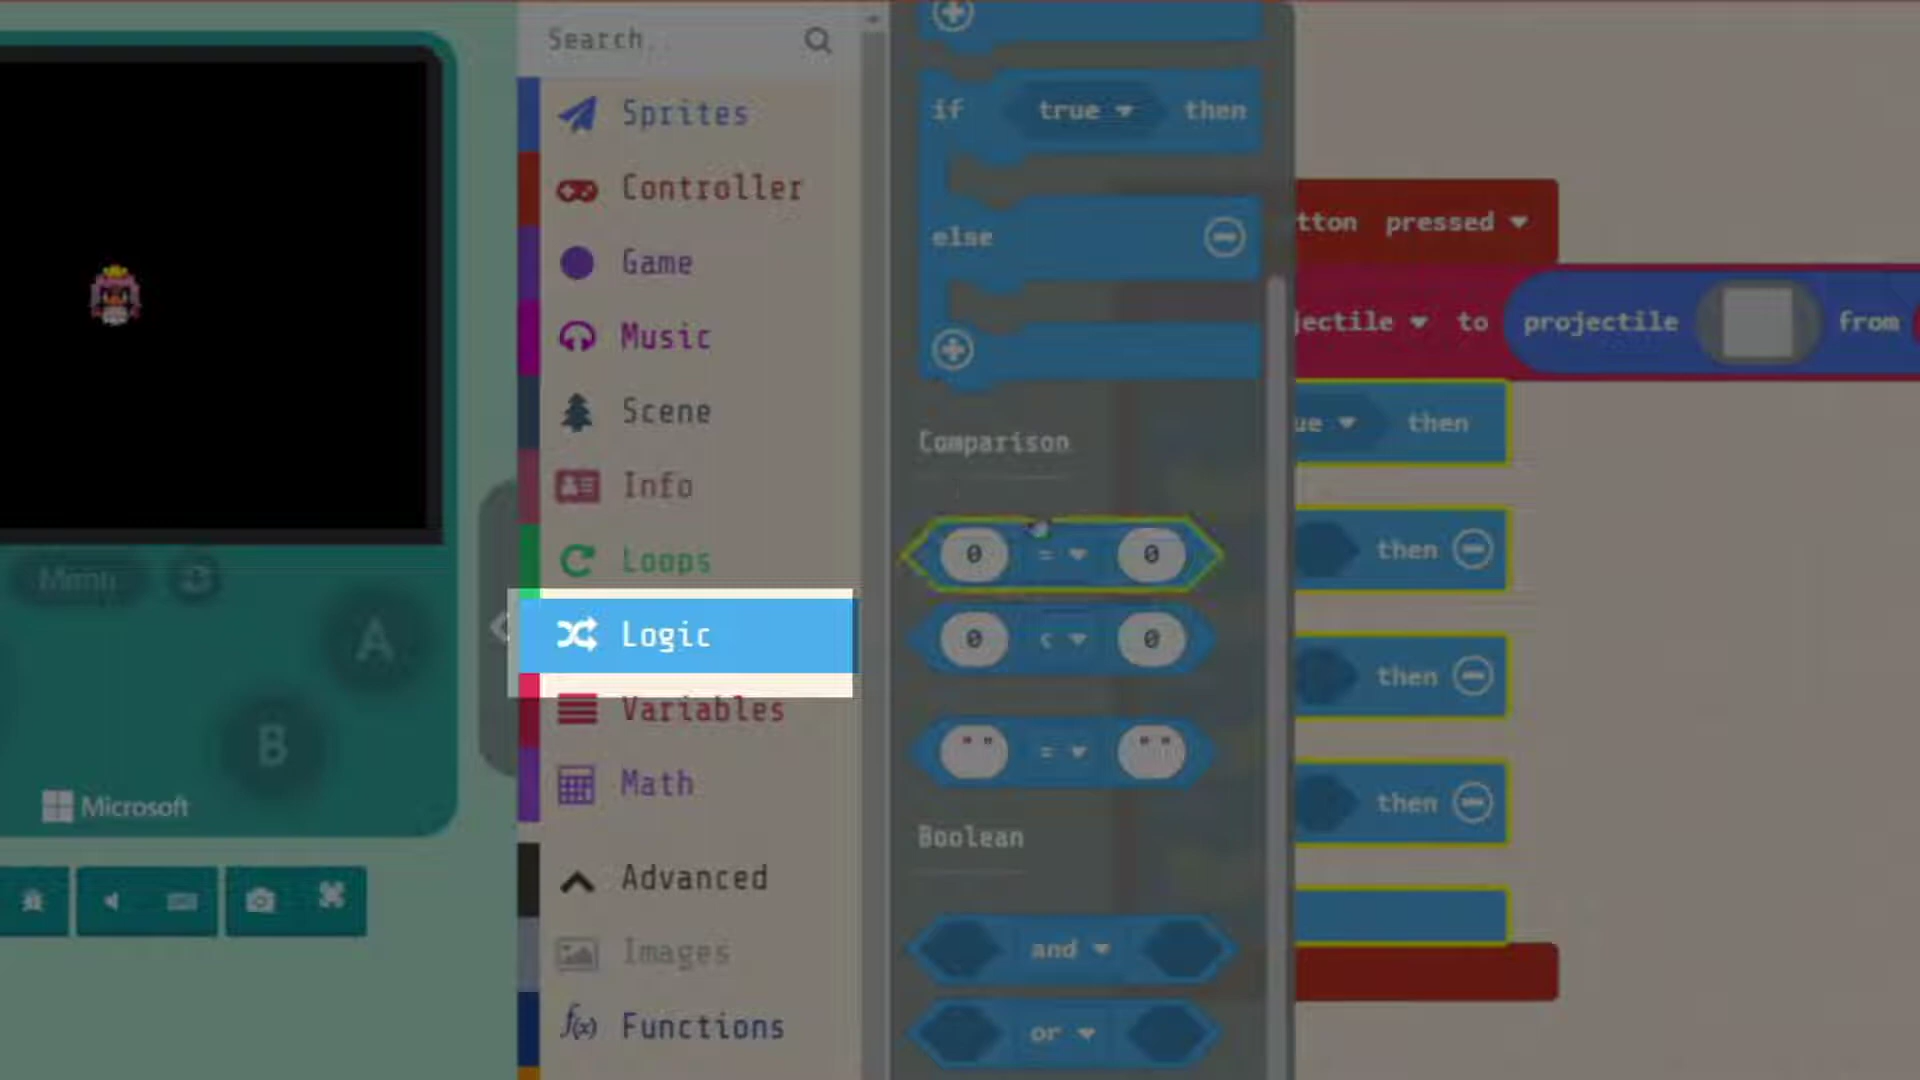 Search..
Sprites
Controller
Game
Music
Scene
Info
Loops
Logic
Variables
Math
Advanced
Images
Functions
Menu
A
B
Microsoft
if true then
else
Comparison
0 = 0
0 < 0
" " = " "
Boolean
and
or
tton pressed
jectile to projectile from
ue then
then
then
then